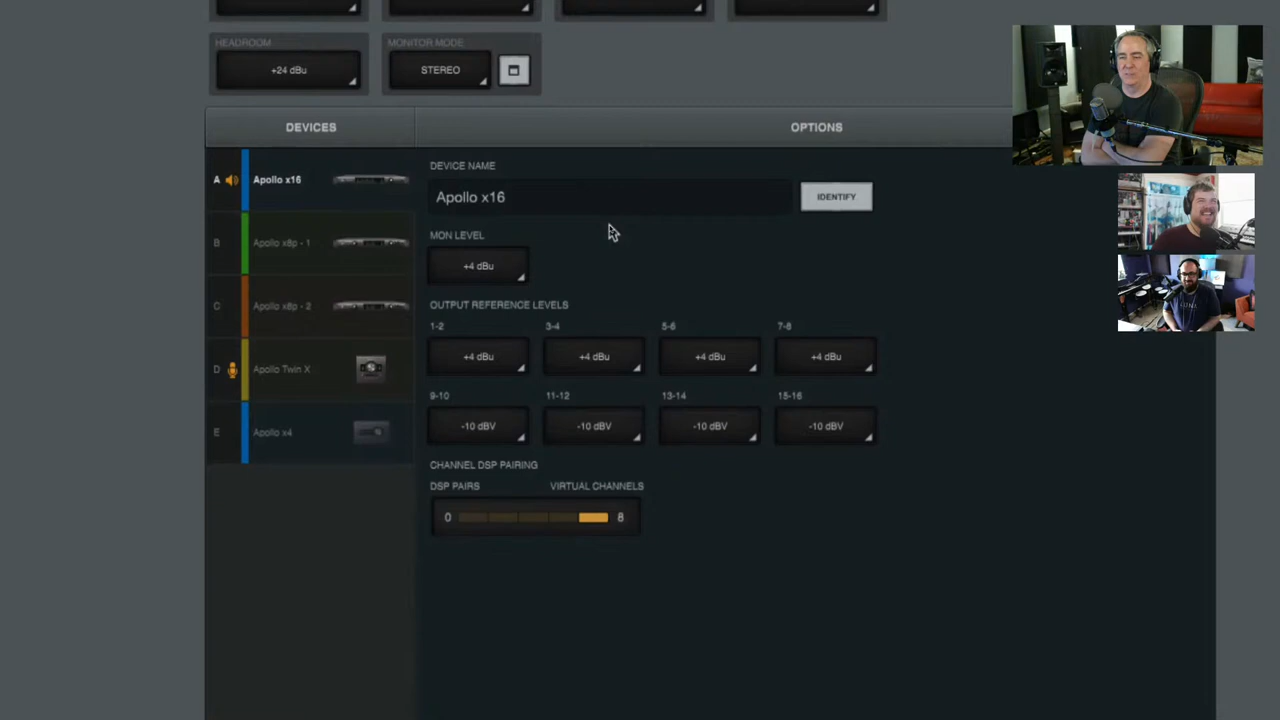 HEADROOM MONITOR MODE
+24 dBu STEREO
DEVICES OPTIONS
DEVICE NAME
A Apollo x16 Apollo x16 IDENTIFY
MON LEVEL
B Apollo x8p - 1 +4 dBu
C Apollo x8p - 2 OUTPUT REFERENCE LEVELS
1-2 3-4 5-6 7-8
+4 dBu +4 dBu +4 dBu +4 dBu
D Apollo Twin X
9-10 11-12 13-14 15-16
-10 dBV -10 dBV -10 dBV -10 dBV
E Apollo x4
CHANNEL DSP PAIRING
DSP PAIRS VIRTUAL CHANNELS
0 8